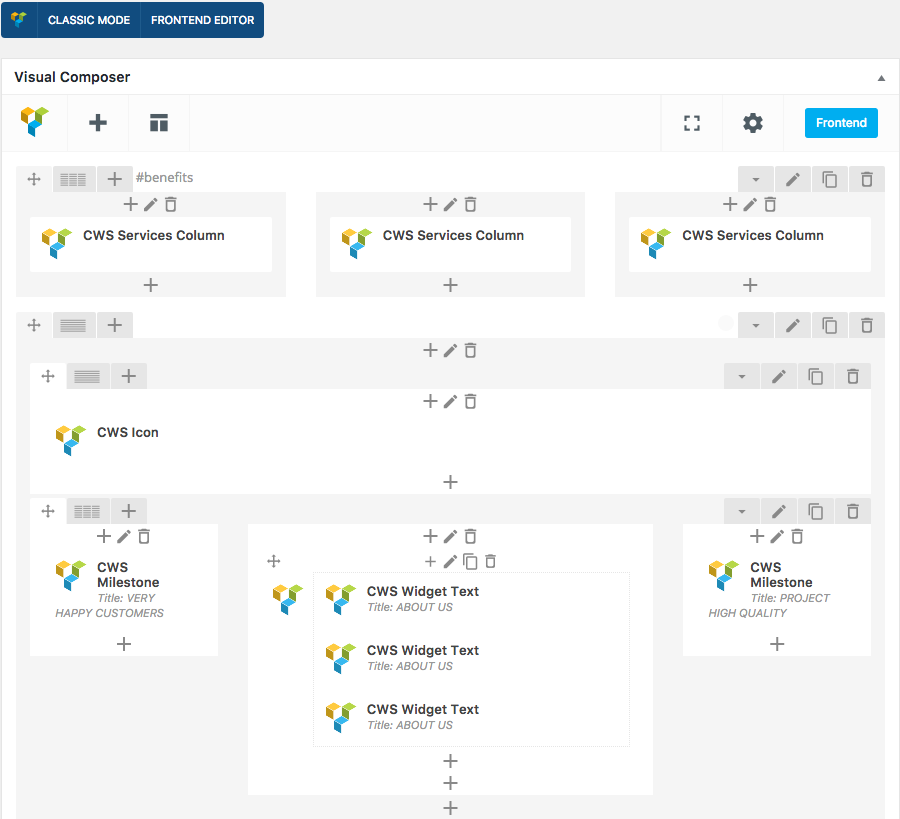 CLASSIC MODE FRONTEND EDITOR
Visual Composer
Frontend
#benefits
CWS Services Column CWS Services Column CWS Services Column
CWS Icon
CWS
Milestone
Title: VERY
HAPPY CUSTOMERS
CWS Widget Text
Title: ABOUT US
CWS Widget Text
Title: ABOUT US
CWS Widget Text
Title: ABOUT US
CWS
Milestone
Title: PROJECT
HIGH QUALITY